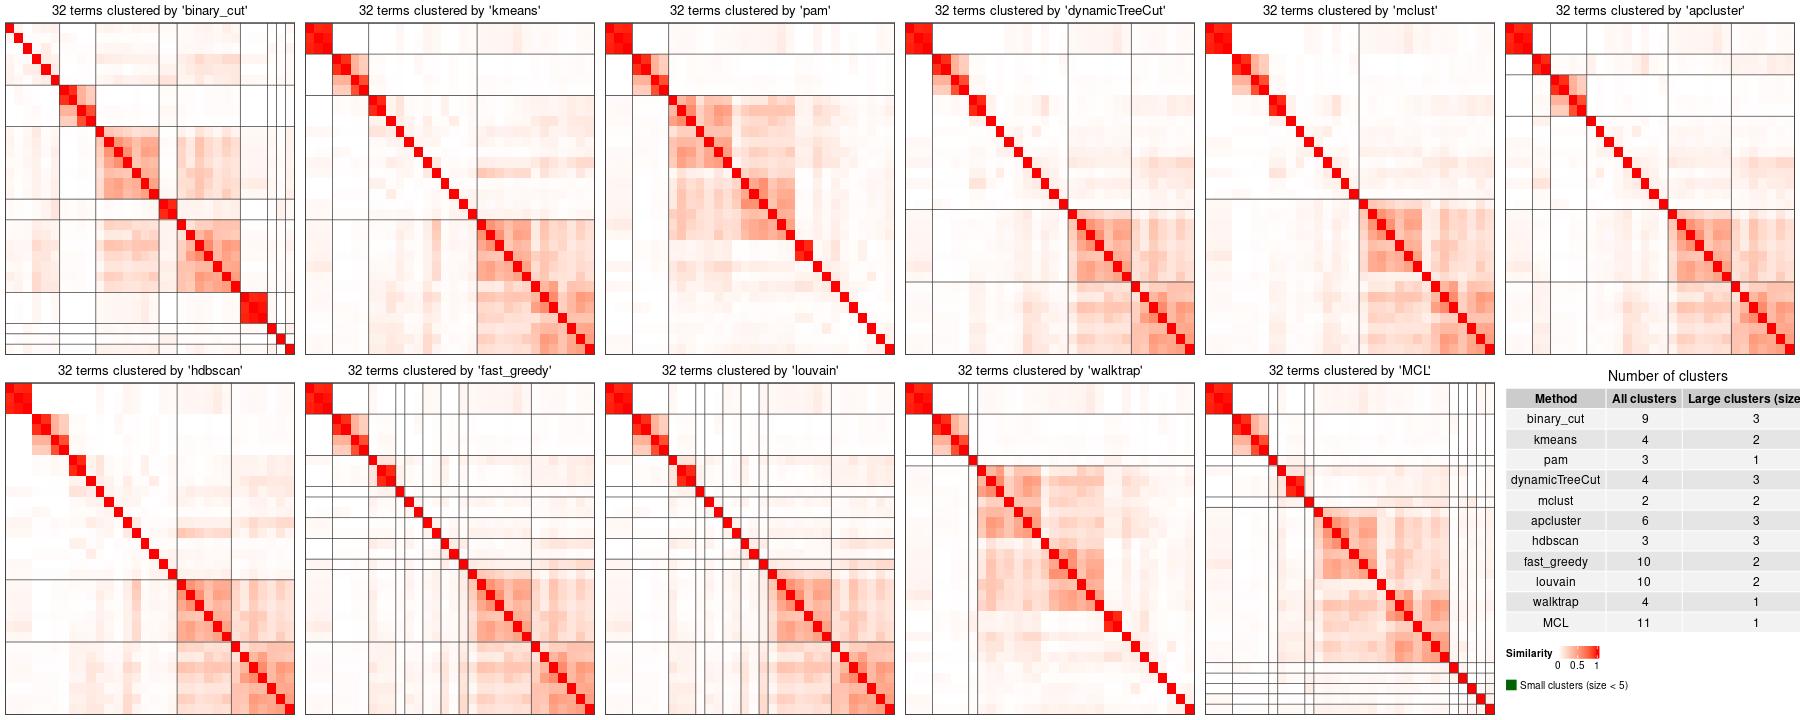 32 terms clustered by 'binary_cut'
32 terms clustered by 'kmeans'
32 terms clustered by 'pam'
32 terms clustered by 'dynamicTreeCut'
32 terms clustered by 'mclust'
32 terms clustered by 'apcluster'
32 terms clustered by 'hdbscan'
32 terms clustered by 'fast_greedy'
32 terms clustered by 'louvain'
32 terms clustered by 'walktrap'
32 terms clustered by 'MCL'
Number of clusters
Method All clusters Large clusters (size
binary_cut 9 3
kmeans 4 2
pam 3 1
dynamicTreeCut 4 3
mclust 2 2
apcluster 6 3
hdbscan 3 3
fast_greedy 10 2
louvain 10 2
walktrap 4 1
MCL 11 1
Similarity
0 0.5 1
Small clusters (size < 5)